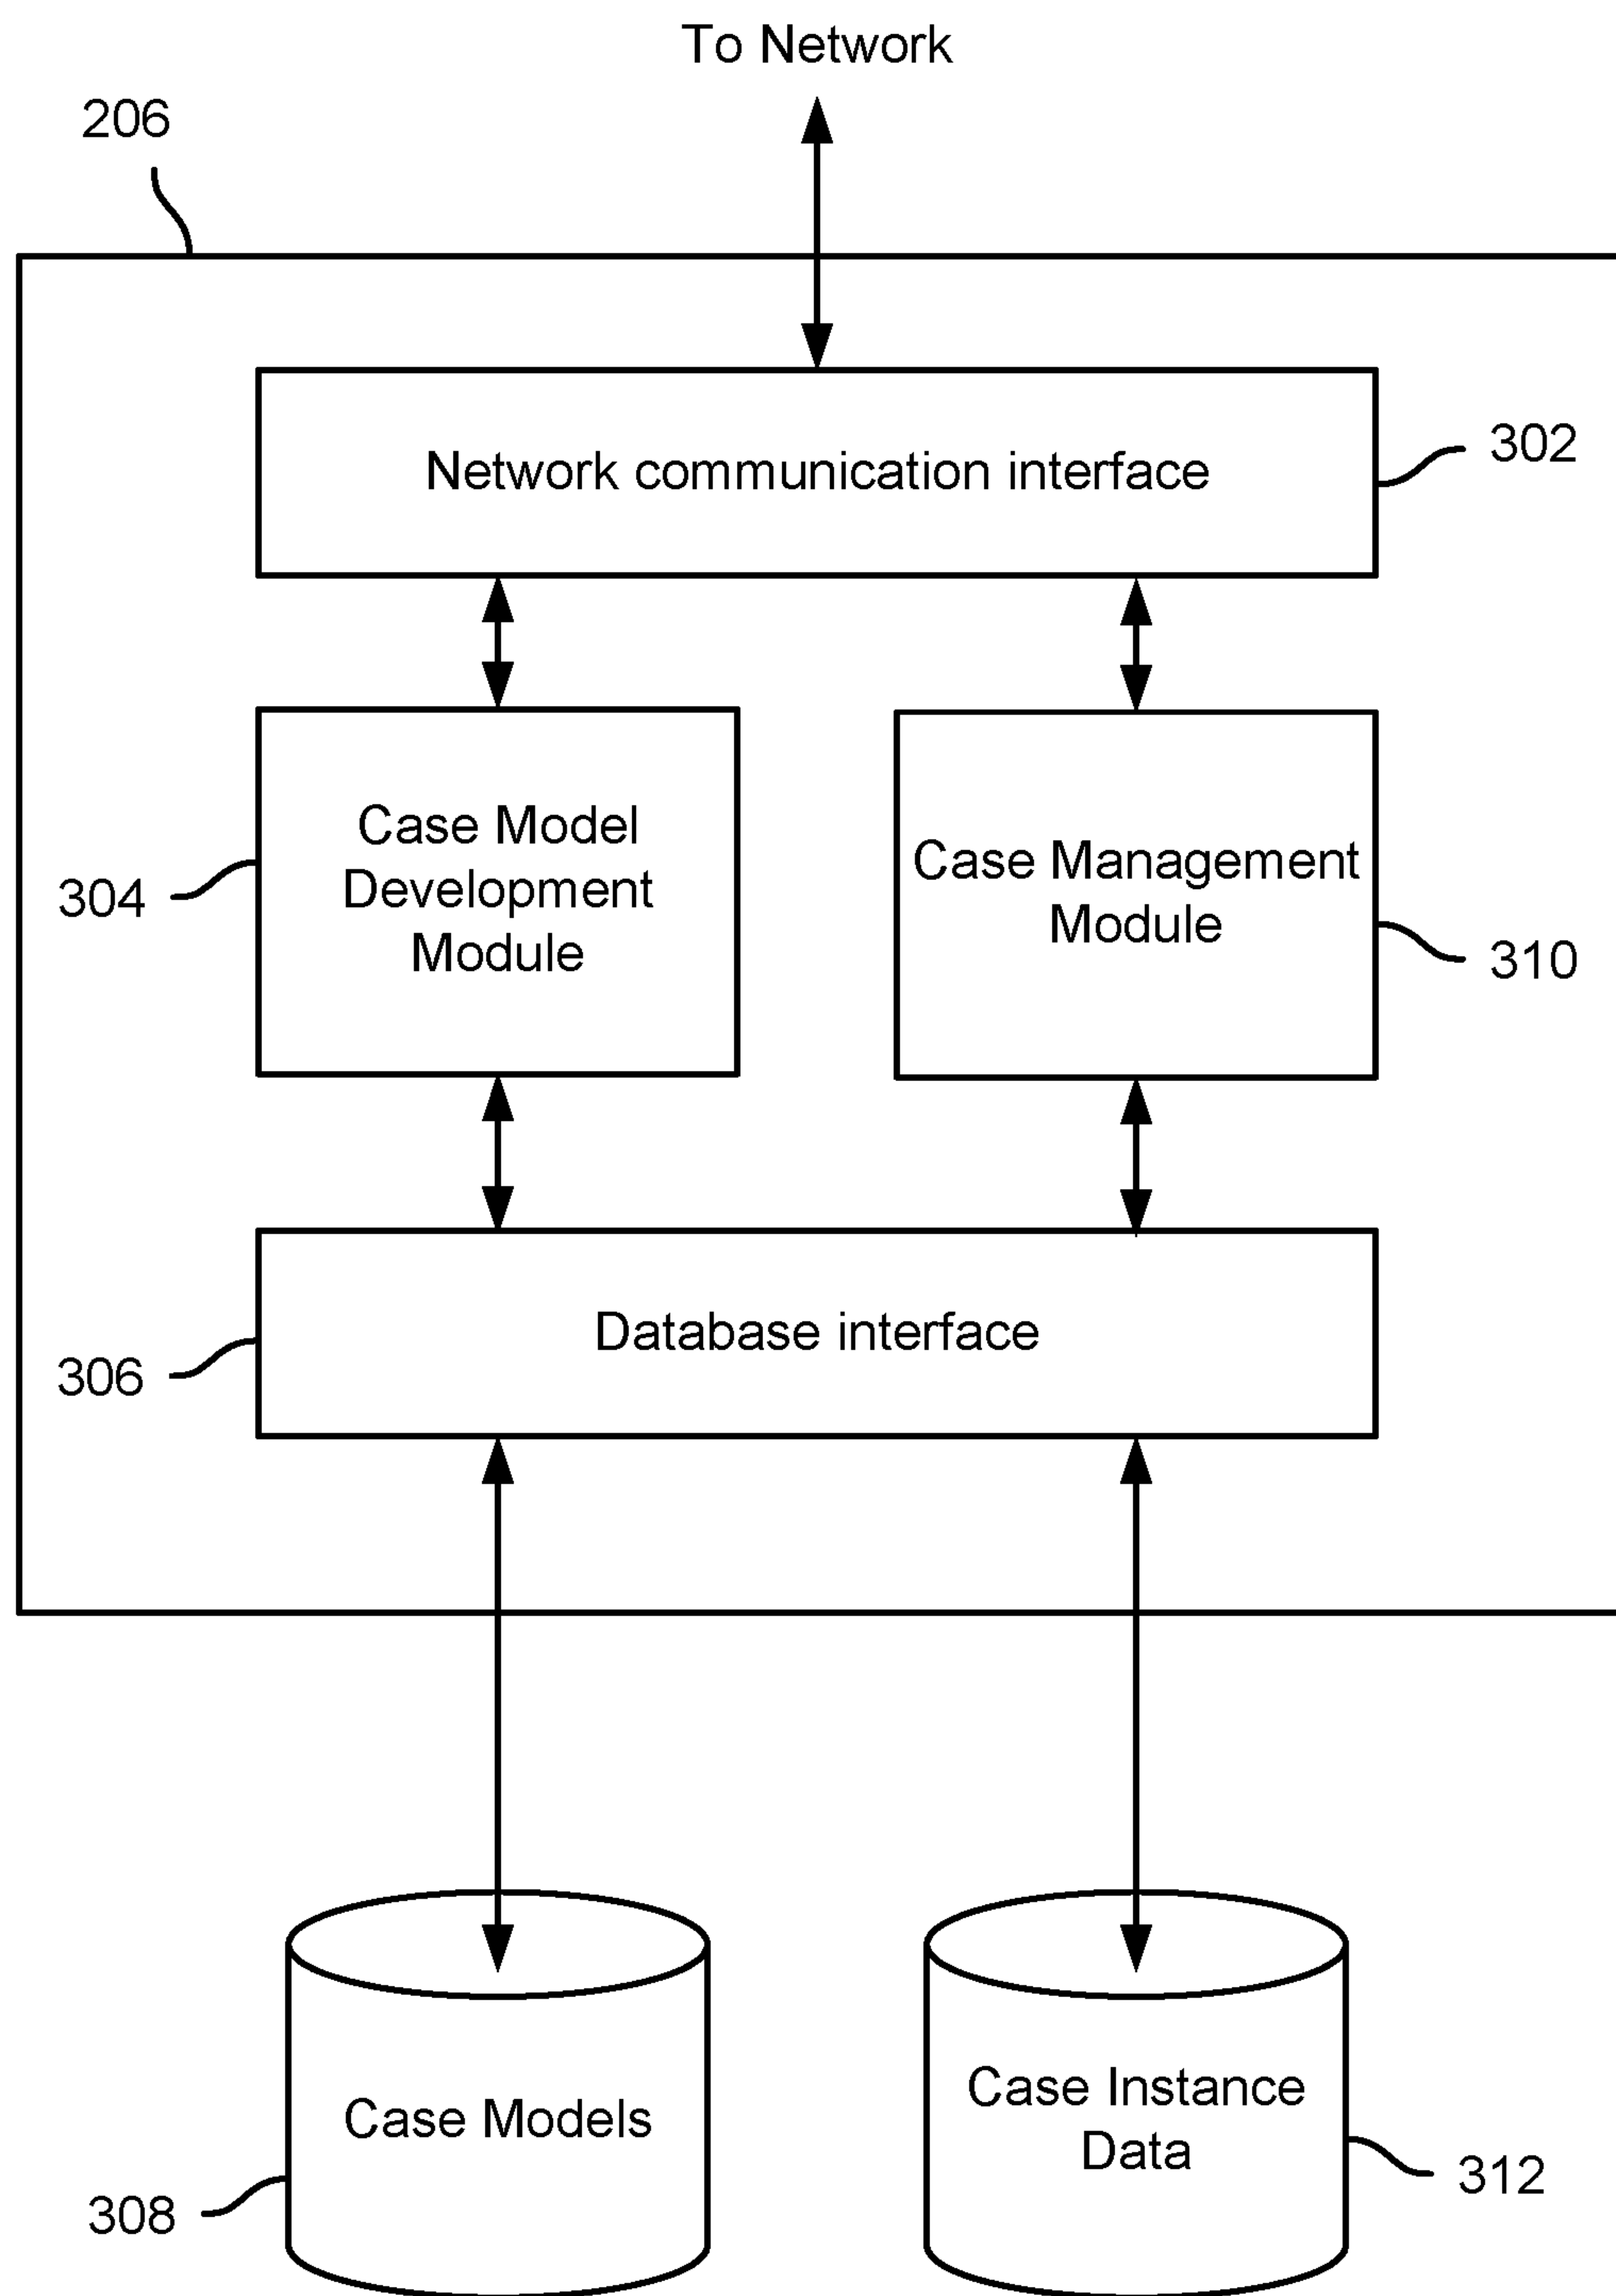 To Network
206
Network communication interface
302
Case Model
Development
Module
304
Case Management
Module
310
Database interface
306
Case Models
308
Case Instance
Data
312